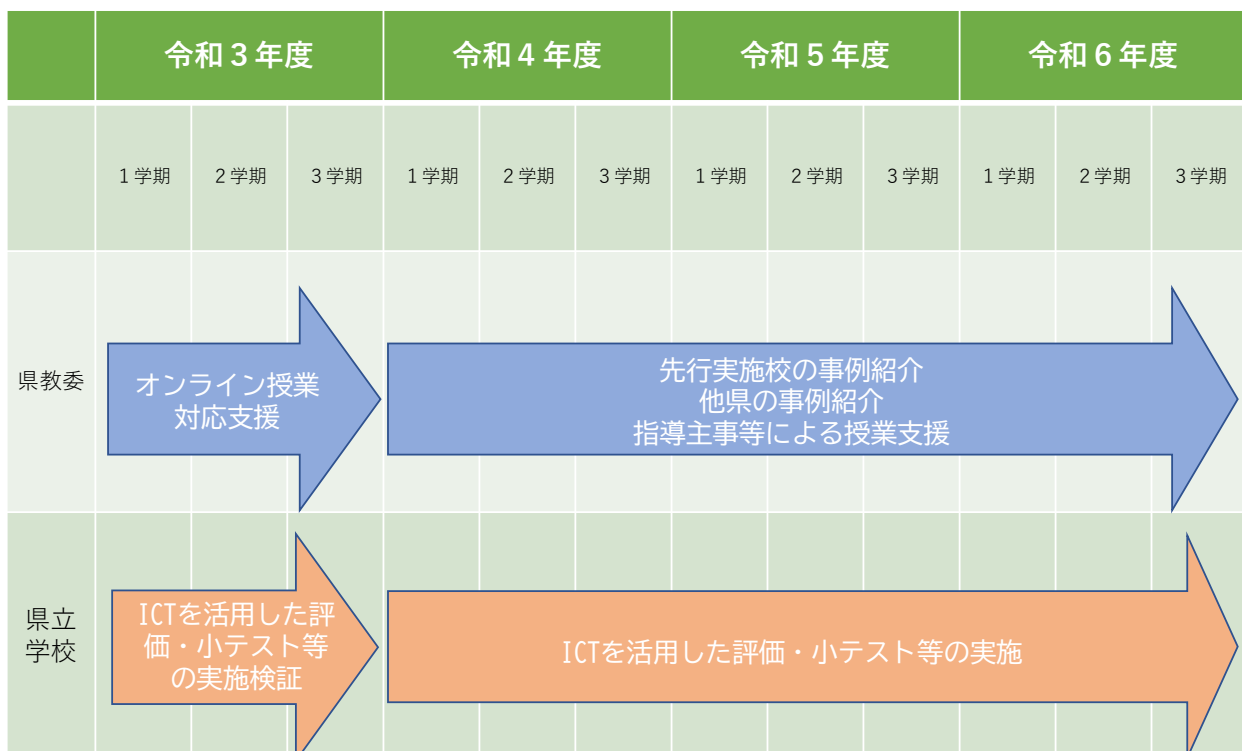 令和３年度 令和４年度 令和５年度 令和６年度
１学期 ２学期 ３学期 １学期 ２学期 ３学期 １学期 ２学期 ３学期 １学期 ２学期 ３学期
県教委
オンライン授業
対応支援
先行実施校の事例紹介
他県の事例紹介
指導主事等による授業支援
県立
学校
ICTを活用した評
価・小テスト等
の実施検証
ICTを活用した評価・小テスト等の実施